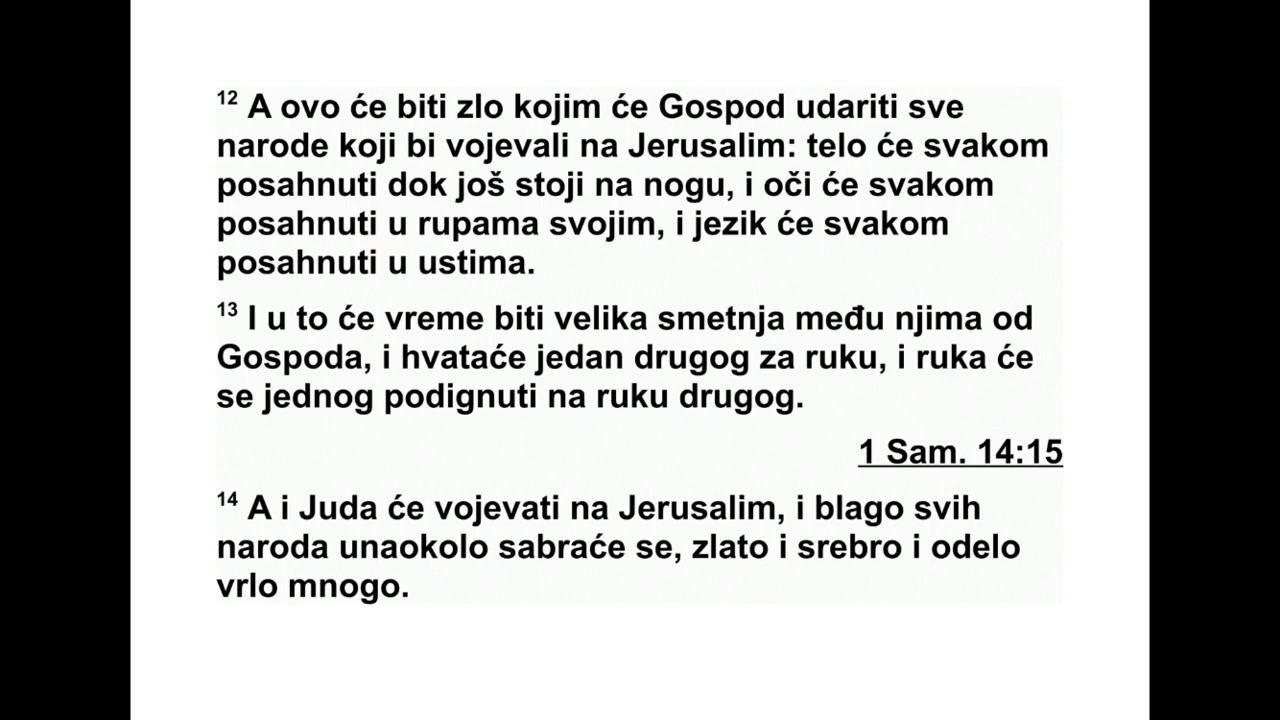 12 A ovo će biti zlo kojim će Gospod udariti sve
narode koji bi vojevali na Jerusalim: telo će svakom
posahnuti dok još stoji na nogu, i oči će svakom
posahnuti u rupama svojim, i jezik će svakom
posahnuti u ustima.
13 I u to će vreme biti velika smetnja među njima od
Gospoda, i hvataće jedan drugog za ruku, i ruka će
se jednog podignuti na ruku drugog.
1 Sam. 14:15
14 A i Juda će vojevati na Jerusalim, i blago svih
naroda unaokolo sabraće se, zlato i srebro i odelo
vrlo mnogo.